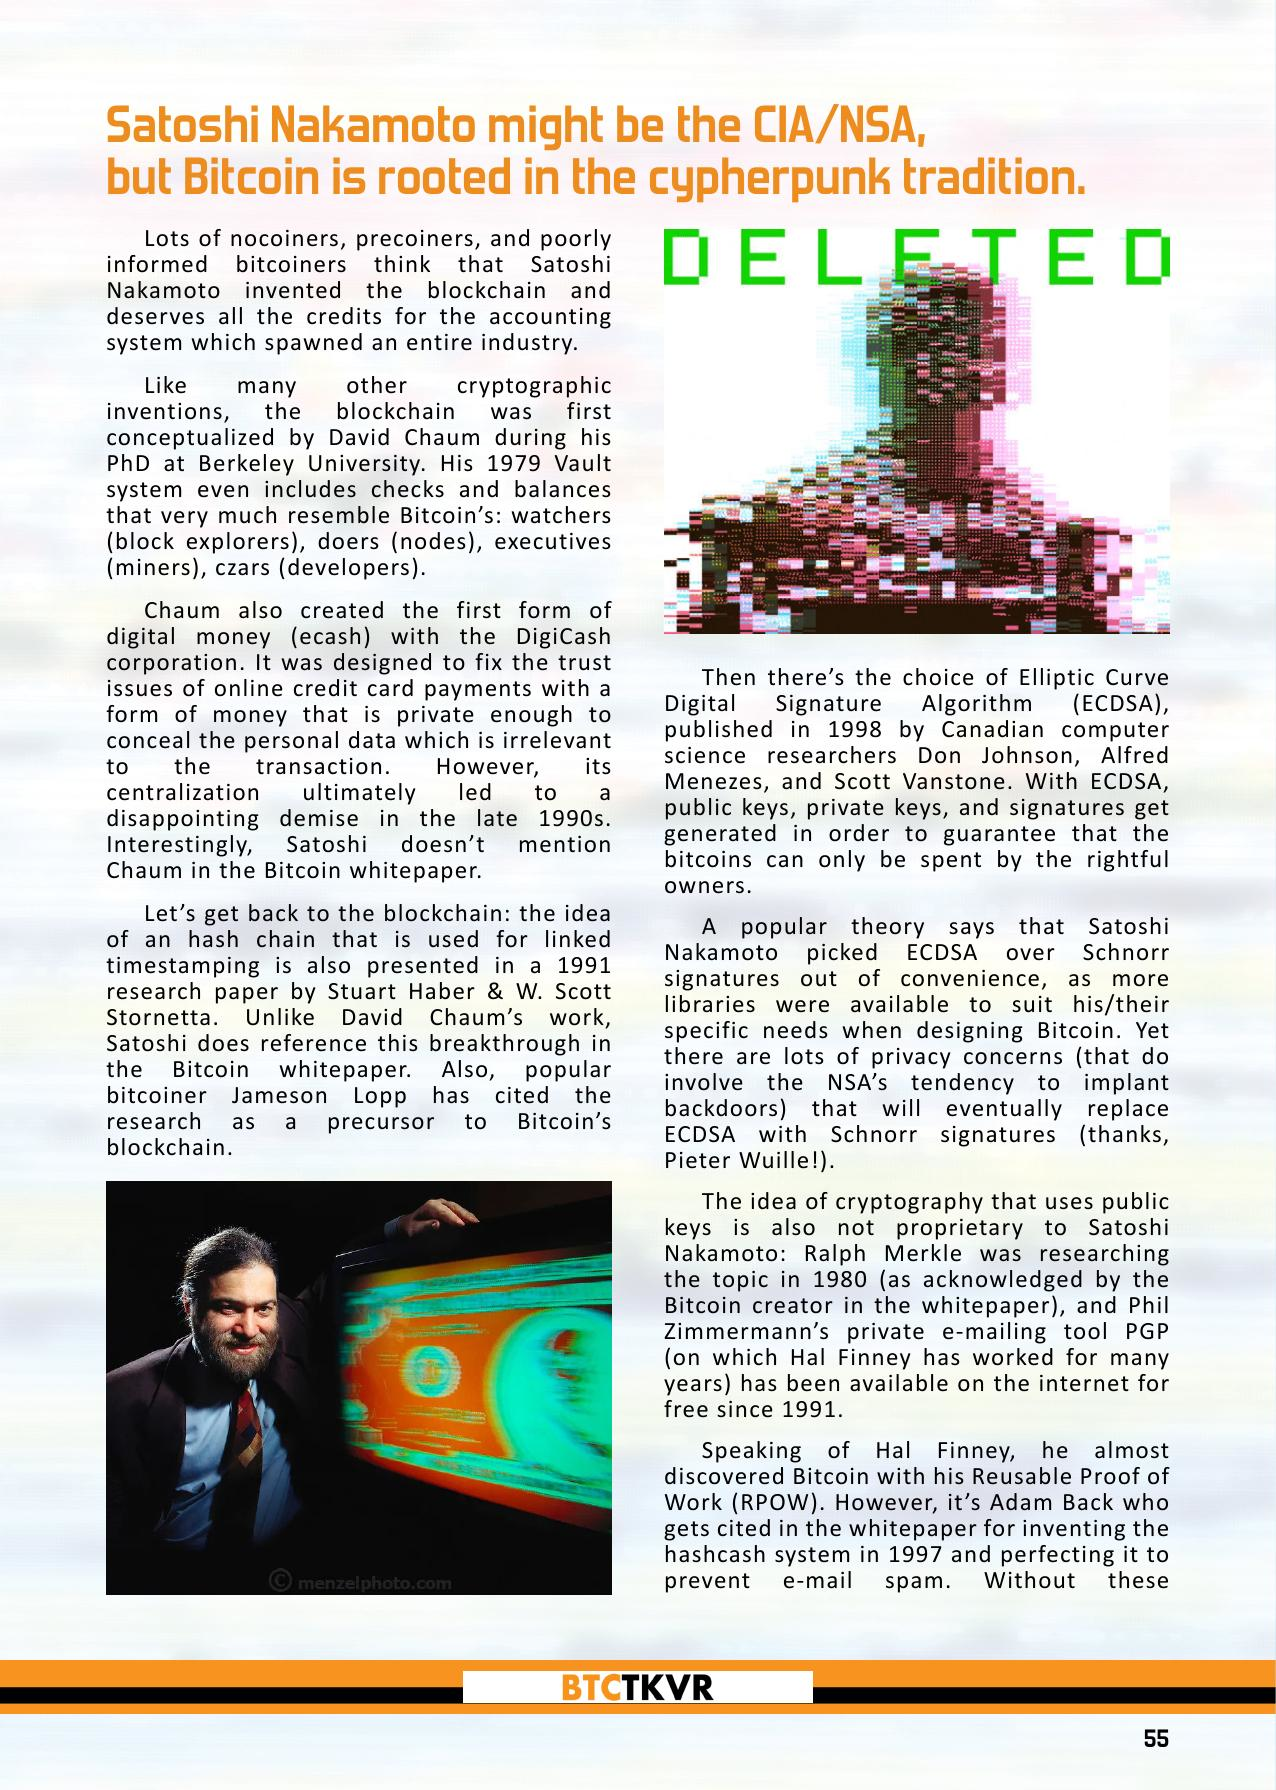 Satoshi Nakamoto might be the CIA/NSA,
but Bitcoin is rooted in the cypherpunk tradition.
Lots of nocoiners, precoiners, and poorly
informed bitcoiners think that Satoshi
Nakamoto invented the blockchain and
deserves all the credits for the accounting
system which spawned an entire industry.
Like many other cryptographic
inventions, the blockchain was first
conceptualized by David Chaum during his
PhD at Berkeley University. His 1979 Vault
system even includes checks and balances
that very much resemble Bitcoin’s: watchers
(block explorers), doers (nodes), executives
(miners), czars (developers).
Chaum also created the first form of
digital money (ecash) with the DigiCash
corporation. It was designed to fix the trust
issues of online credit card payments with a
form of money that is private enough to
conceal the personal data which is irrelevant
to the transaction. However, its
centralization ultimately led to a
disappointing demise in the late 1990s.
Interestingly, Satoshi doesn’t mention
Chaum in the Bitcoin whitepaper.
Let’s get back to the blockchain: the idea
of an hash chain that is used for linked
timestamping is also presented in a 1991
research paper by Stuart Haber & W. Scott
Stornetta. Unlike David Chaum’s work,
Satoshi does reference this breakthrough in
the Bitcoin whitepaper. Also, popular
bitcoiner Jameson Lopp has cited the
research as a precursor to Bitcoin’s
blockchain.
© menzelphoto.com
DELETED
Then there’s the choice of Elliptic Curve
Digital Signature Algorithm (ECDSA),
published in 1998 by Canadian computer
science researchers Don Johnson, Alfred
Menezes, and Scott Vanstone. With ECDSA,
public keys, private keys, and signatures get
generated in order to guarantee that the
bitcoins can only be spent by the rightful
owners.
A popular theory says that Satoshi
Nakamoto picked ECDSA over Schnorr
signatures out of convenience, as more
libraries were available to suit his/their
specific needs when designing Bitcoin. Yet
there are lots of privacy concerns (that do
involve the NSA’s tendency to implant
backdoors) that will eventually replace
ECDSA with Schnorr signatures (thanks,
Pieter Wuille!).
The idea of cryptography that uses public
keys is also not proprietary to Satoshi
Nakamoto: Ralph Merkle was researching
the topic in 1980 (as acknowledged by the
Bitcoin creator in the whitepaper), and Phil
Zimmermann’s private e-mailing tool PGP
(on which Hal Finney has worked for many
years) has been available on the internet for
free since 1991.
Speaking of Hal Finney, he almost
discovered Bitcoin with his Reusable Proof of
Work (RPOW). However, it’s Adam Back who
gets cited in the whitepaper for inventing the
hashcash system in 1997 and perfecting it to
prevent e-mail spam. Without these
BTCTKVR
55